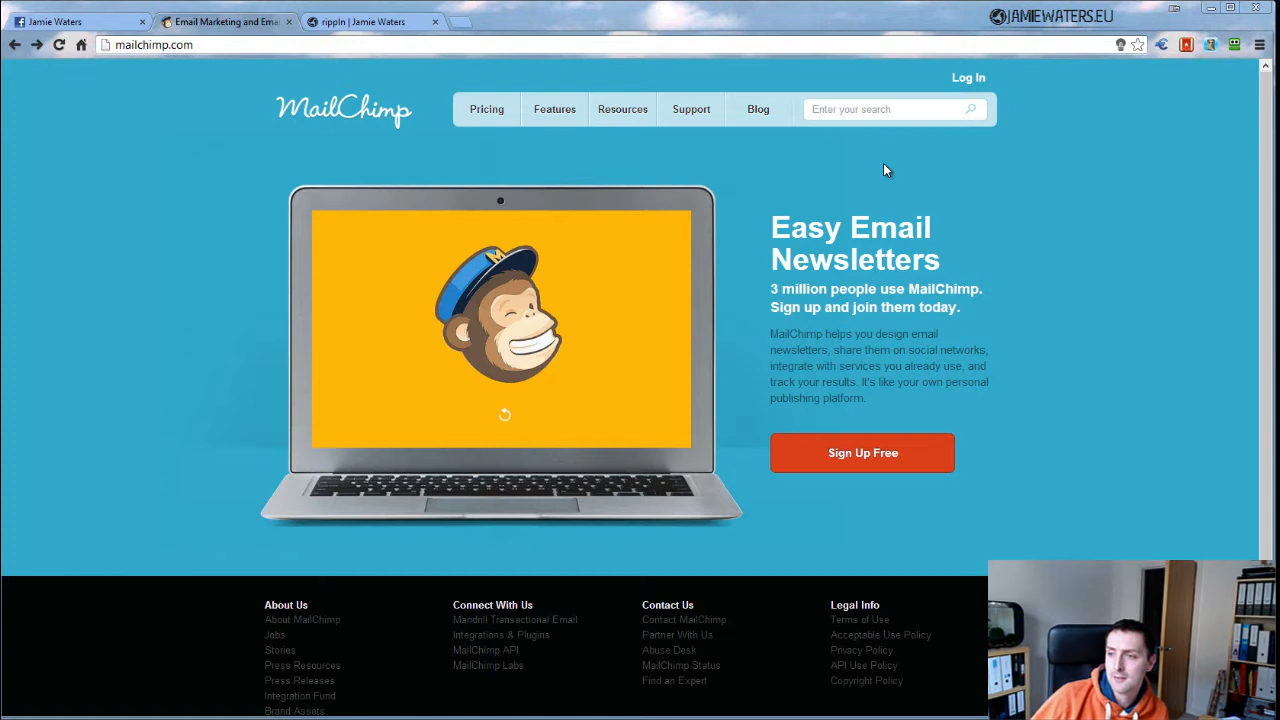 Jamie Waters
Email Marketing and Emai
rippln | Jamie Waters
JAMIEWATERS.EU
mailchimp.com
Log In
MailChimp
Pricing
Features
Resources
Support
Blog
Enter your search
M
Easy Email
Newsletters
3 million people use MailChimp.
Sign up and join them today.
MailChimp helps you design email
newsletters, share them on social networks,
integrate with services you already use, and
track your results. It's like your own personal
publishing platform.
Sign Up Free
About Us
About MailChimp
Jobs
Stories
Press Resources
Press Releases
Integration Fund
Brand Assets
Connect With Us
Mandrill Transactional Email
Integrations & Plugins
MailChimp API
MailChimp Labs
Contact Us
Contact MailChimp
Partner With Us
Abuse Desk
MailChimp Status
Find an Expert
Legal Info
Terms of Use
Acceptable Use Policy
Privacy Policy
API Use Policy
Copyright Policy